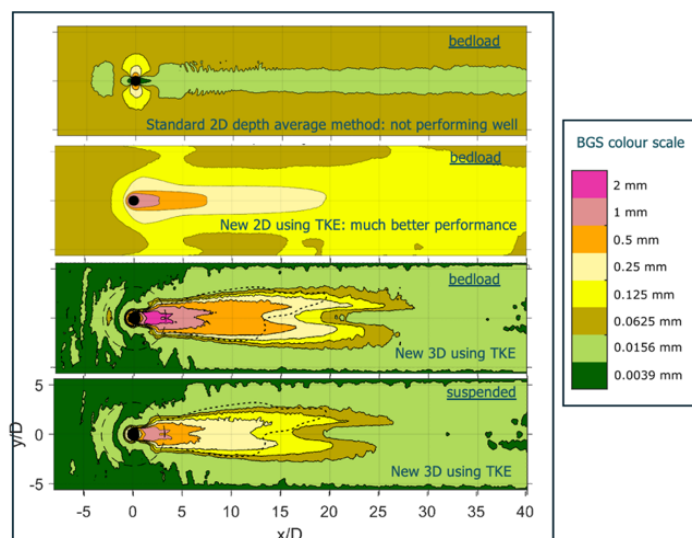 bedload
Standard 2D depth average method: not performing well
bedload
New 2D using TKE: much better performance
bedload
New 3D using TKE
suspended
New 3D using TKE
5
0
-5
y/D
-5 0 5 10 15 20 25 30 35 40
x/D
BGS colour scale
2 mm
1 mm
0.5 mm
0.25 mm
0.125 mm
0.0625 mm
0.0156 mm
0.0039 mm